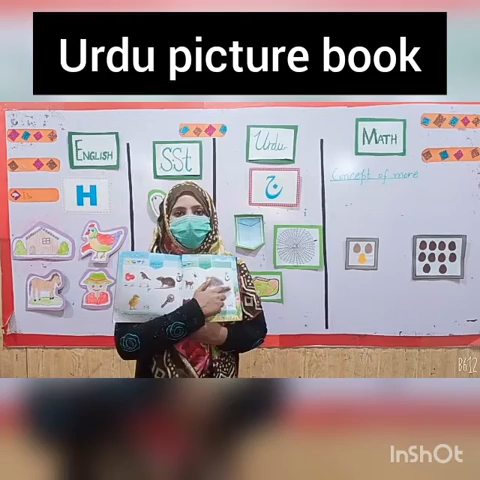 Urdu picture book
ENGLISH
SSt
Urdu
MATH
H
ج
Concept of more
B612
InShOt